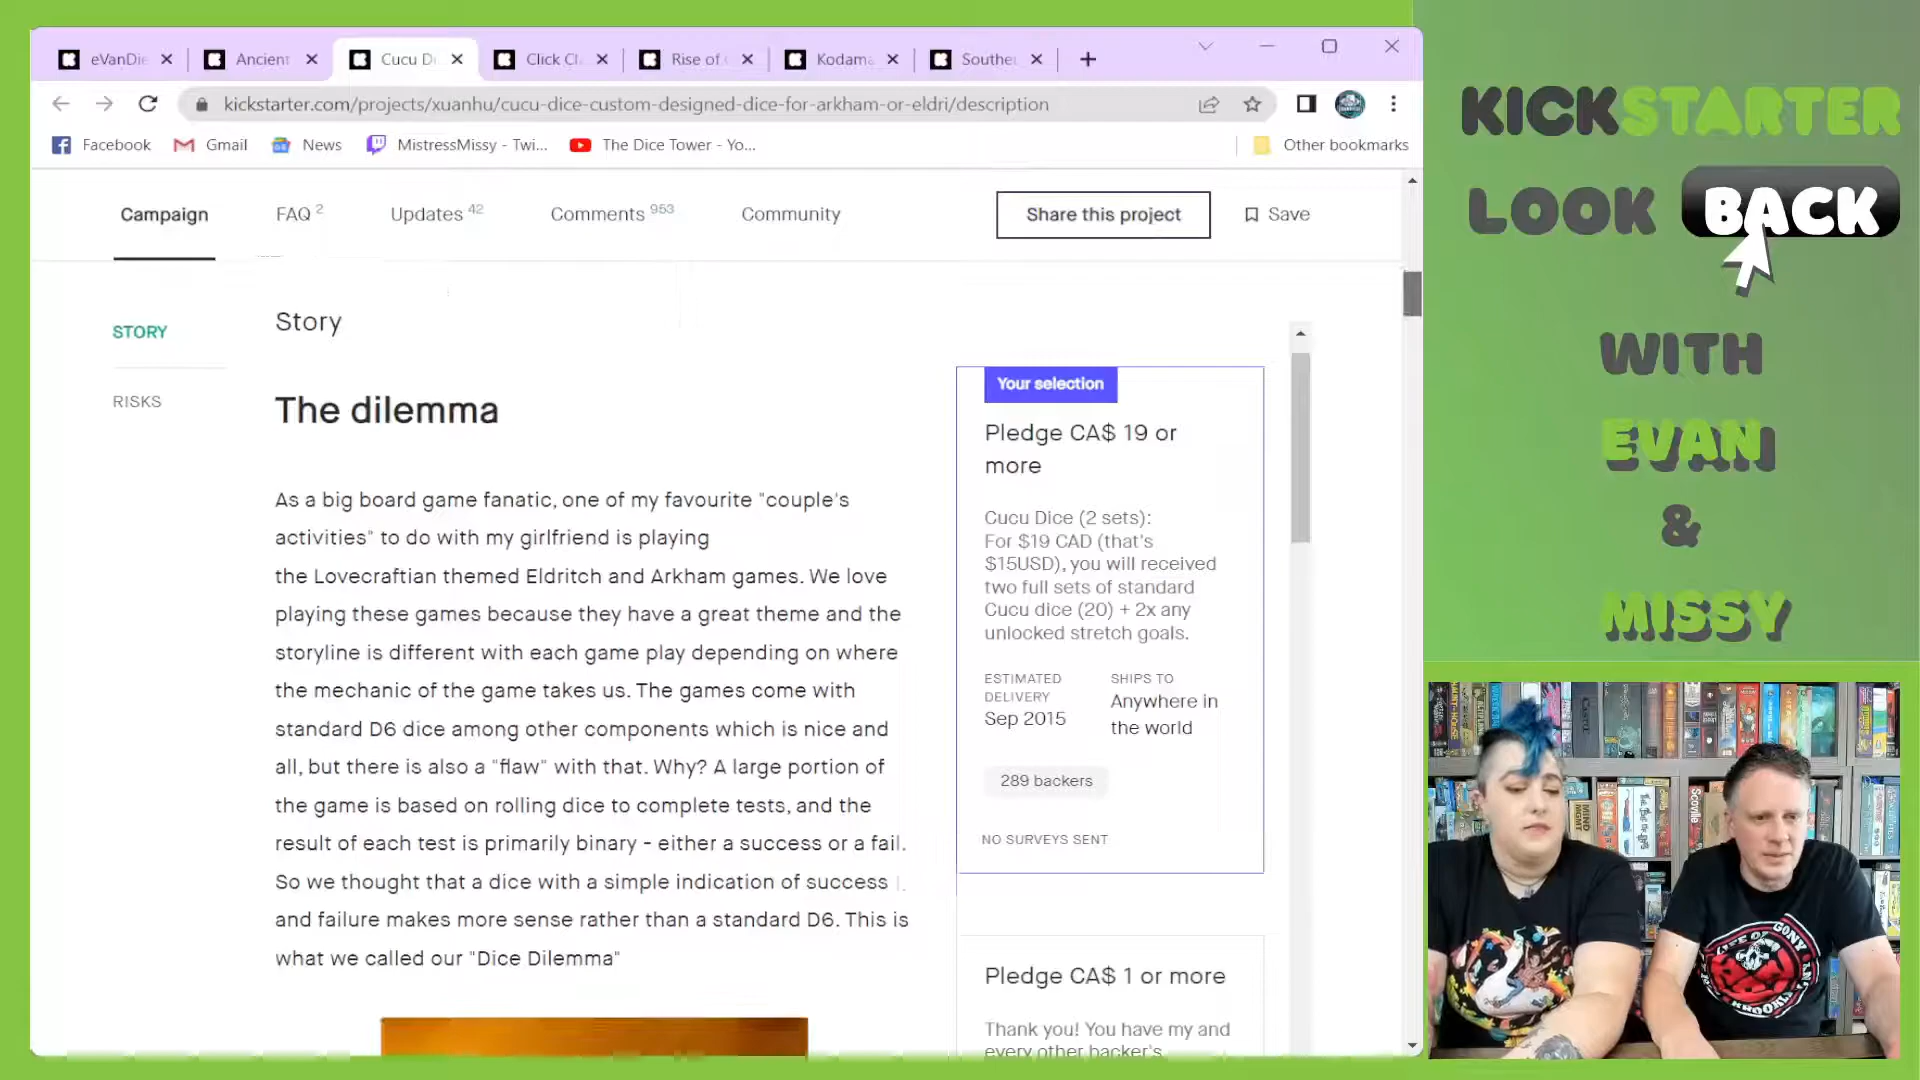 eVanDie
Ancient
Cucu Di
Click Cl
Rise of
Kodama
Souther
kickstarter.com/projects/xuanhu/cucu-dice-custom-designed-dice-for-arkham-or-eldri/description
Facebook
Gmail
News
MistressMissy - Twi...
The Dice Tower - Yo...
Other bookmarks
Campaign
FAQ 2
Updates 42
Comments 953
Community
Share this project
Save
STORY
RISKS
Story
The dilemma
As a big board game fanatic, one of my favourite "couple's
activities" to do with my girlfriend is playing
the Lovecraftian themed Eldritch and Arkham games. We love
playing these games because they have a great theme and the
storyline is different with each game play depending on where
the mechanic of the game takes us. The games come with
standard D6 dice among other components which is nice and
all, but there is also a "flaw" with that. Why? A large portion of
the game is based on rolling dice to complete tests, and the
result of each test is primarily binary - either a success or a fail.
So we thought that a dice with a simple indication of success
and failure makes more sense rather than a standard D6. This is
what we called our "Dice Dilemma"
Your selection
Pledge CA$ 19 or
more
Cucu Dice (2 sets):
For $19 CAD (that's
$15USD), you will received
two full sets of standard
Cucu dice (20) + 2x any
unlocked stretch goals.
ESTIMATED
DELIVERY
Sep 2015
SHIPS TO
Anywhere in
the world
289 backers
NO SURVEYS SENT
Pledge CA$ 1 or more
Thank you! You have my and
every other backer's
KICKSTARTER
LOOK BACK
WITH
EVAN
&
MISSY
MIND
MGMT
Scoville